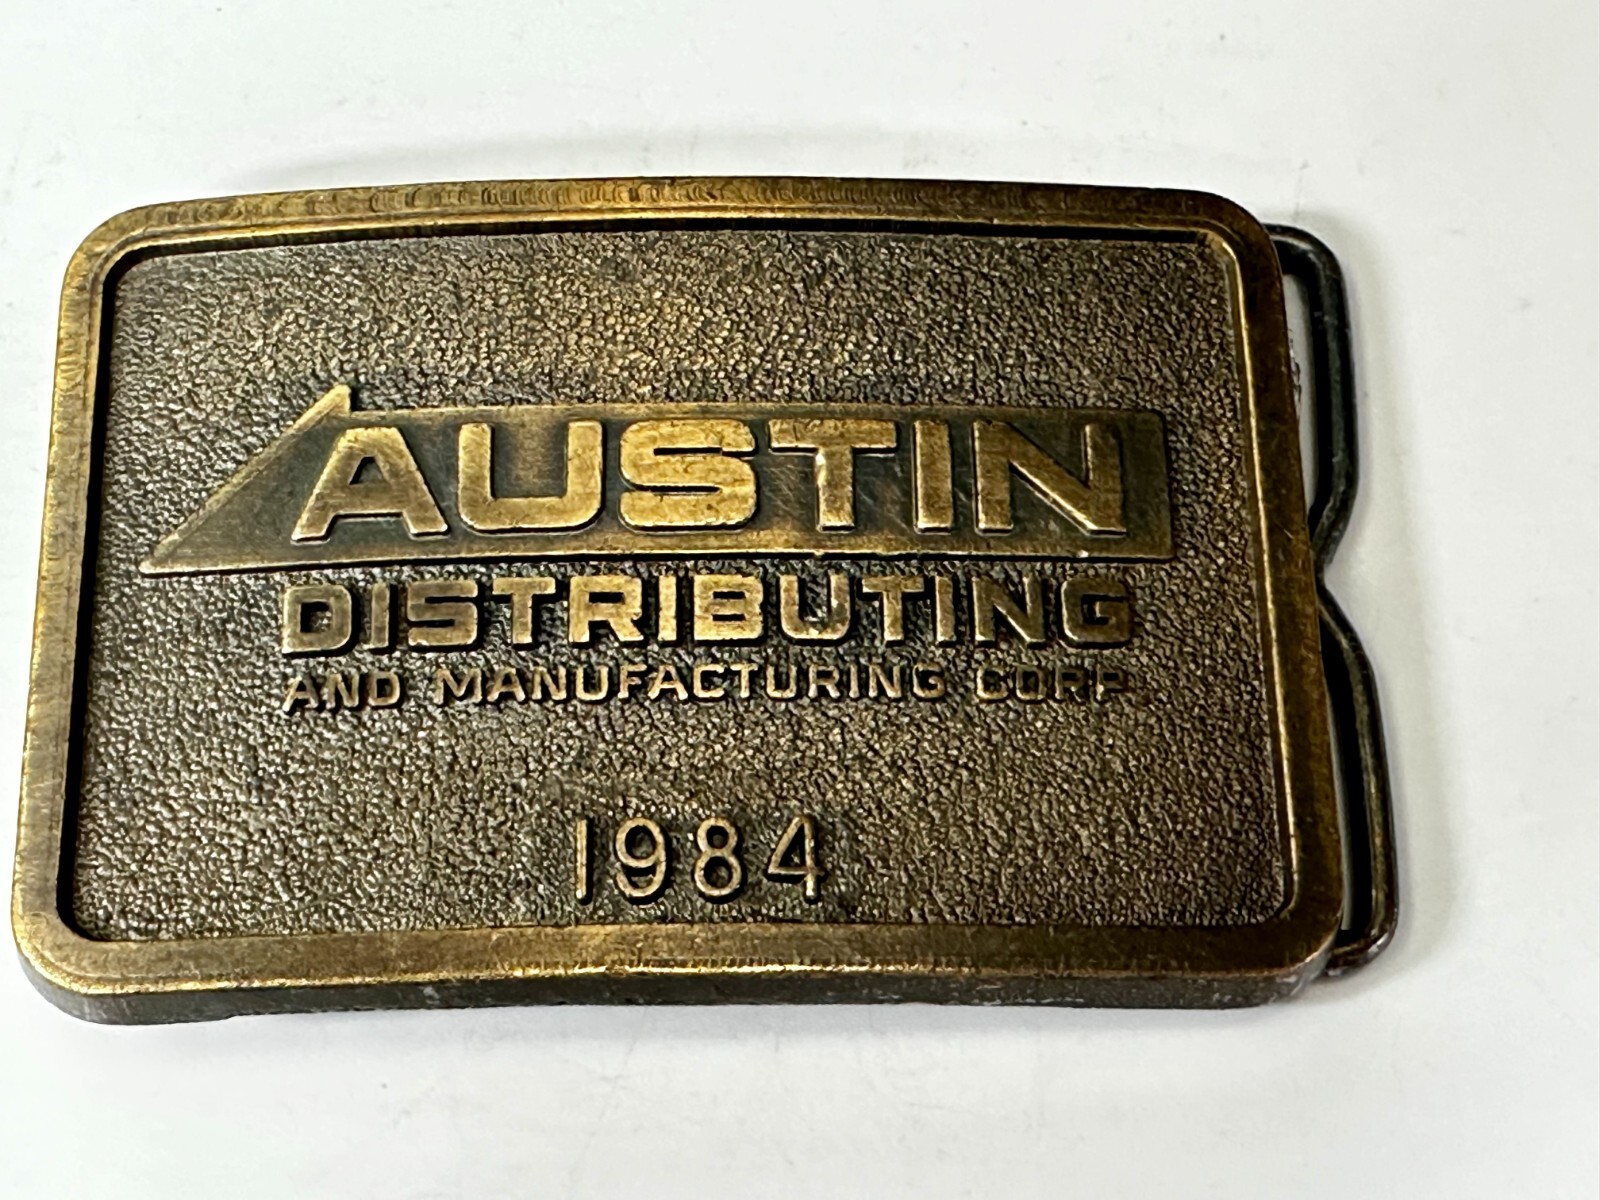 AUSTIN
DISTRIBUTING
AND MANUFACTURING CORP
1984